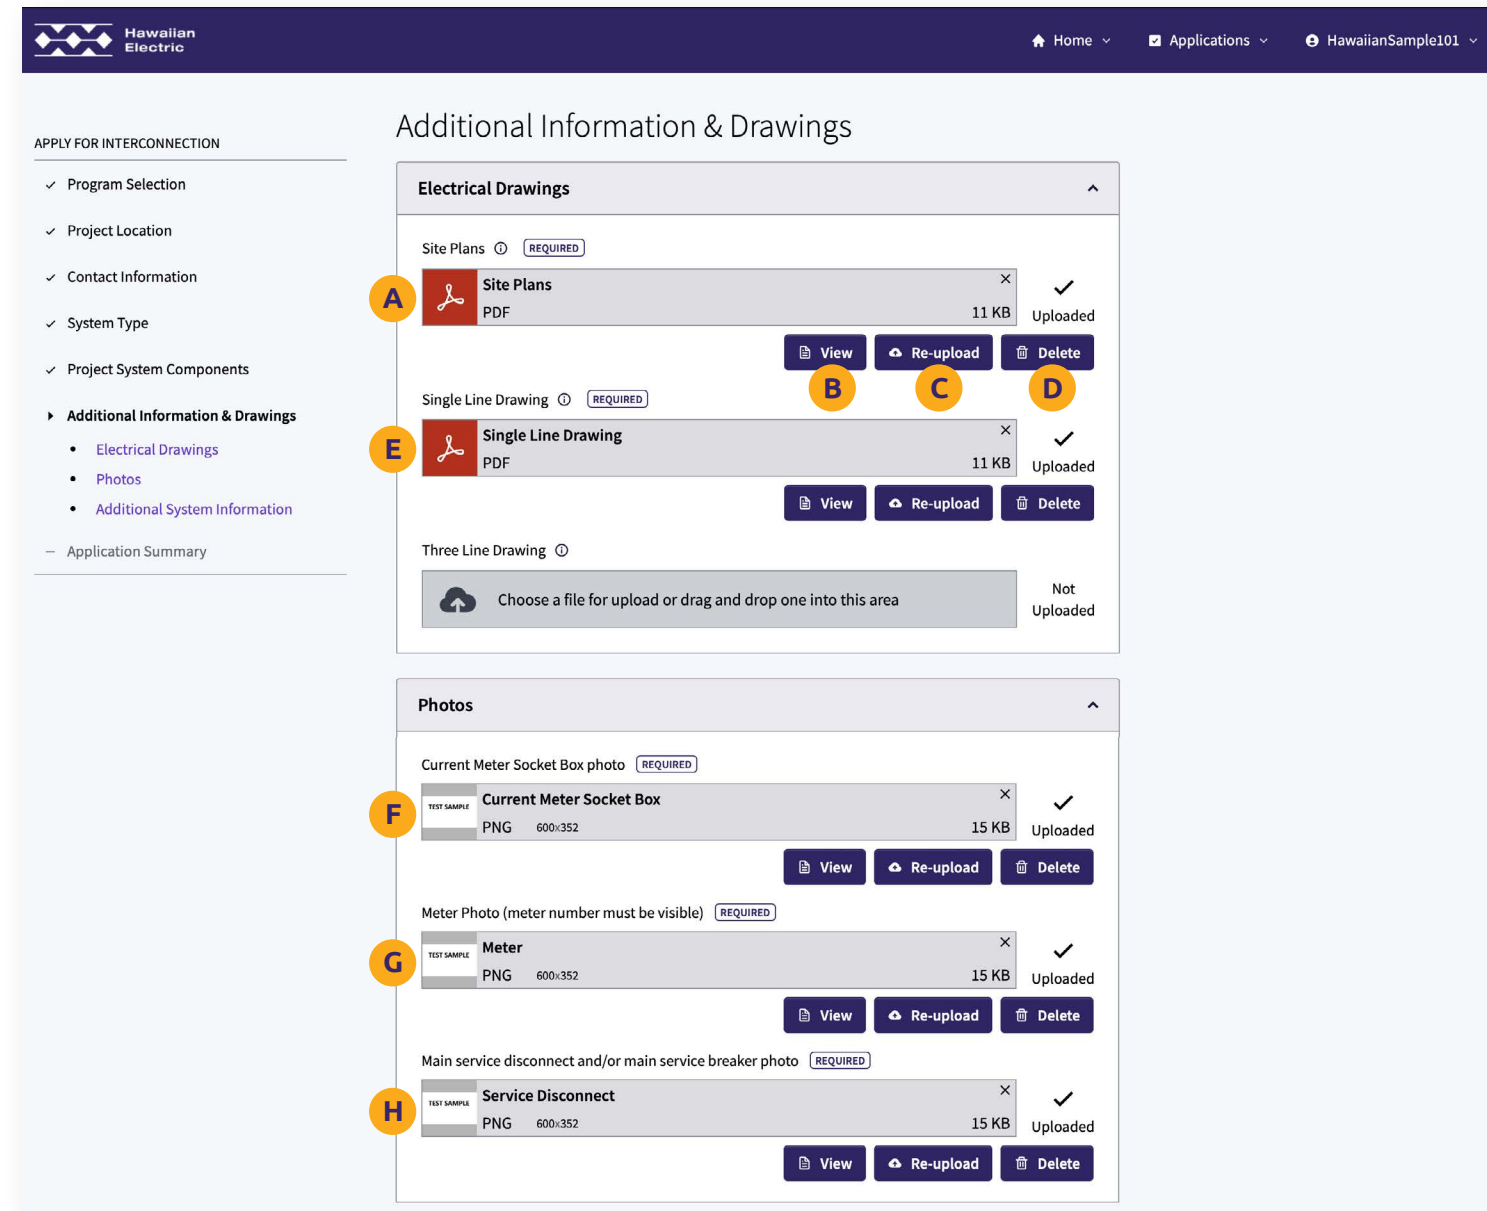 Hawaiian
Electric
Home
Applications
HawaiianSample101
APPLY FOR INTERCONNECTION
Program Selection
Project Location
Contact Information
System Type
Project System Components
Additional Information & Drawings
Electrical Drawings
Photos
Additional System Information
Application Summary
Additional Information & Drawings
Electrical Drawings
Site Plans REQUIRED
A
Site Plans
PDF 11 KB
Uploaded
View Re-upload Delete
B C D
Single Line Drawing REQUIRED
E
Single Line Drawing
PDF 11 KB
Uploaded
View Re-upload Delete
Three Line Drawing
Choose a file for upload or drag and drop one into this area
Not
Uploaded
Photos
Current Meter Socket Box photo REQUIRED
F
TEST SAMPLE
Current Meter Socket Box
PNG 600x352 15 KB
Uploaded
View Re-upload Delete
Meter Photo (meter number must be visible) REQUIRED
G
TEST SAMPLE
Meter
PNG 600x352 15 KB
Uploaded
View Re-upload Delete
Main service disconnect and/or main service breaker photo REQUIRED
H
TEST SAMPLE
Service Disconnect
PNG 600x352 15 KB
Uploaded
View Re-upload Delete